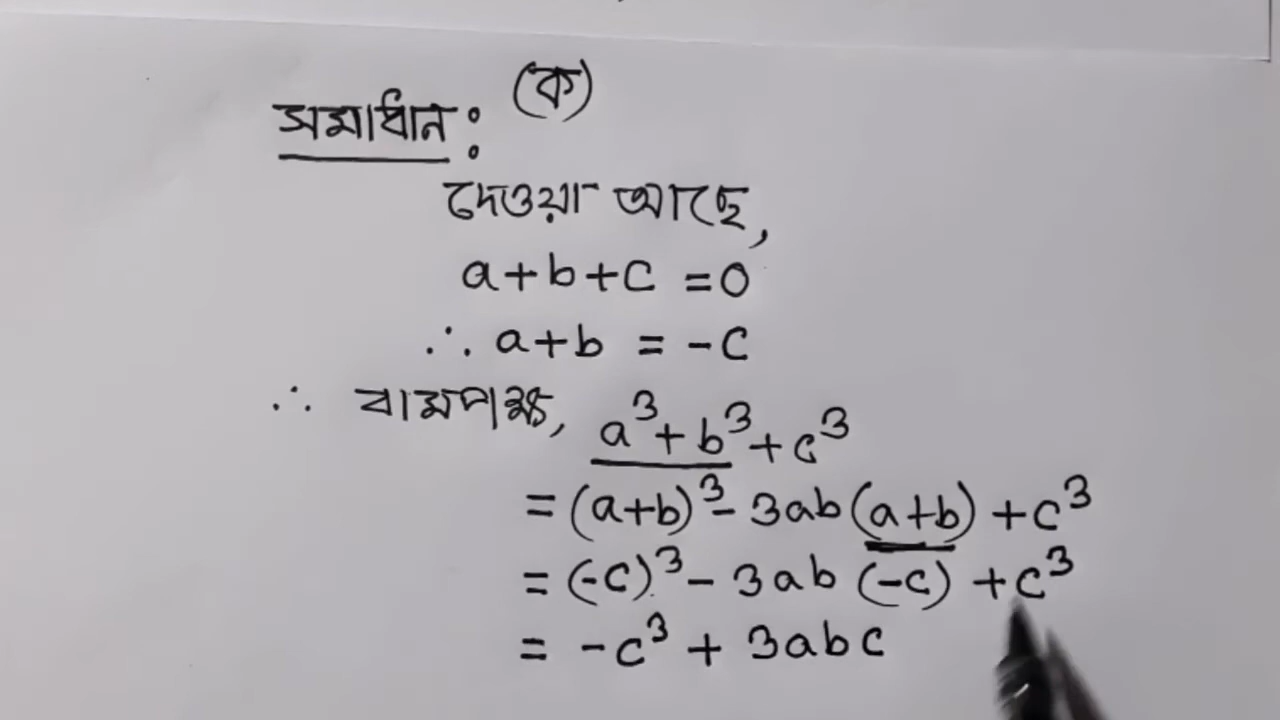 সমাধান : (ক)
দেওয়া আছে,
a+b+c = 0
∴ a+b = -c
∴ বামপক্ষ, a³+b³+c³
= (a+b)³ - 3ab(a+b) + c³
= (-c)³ - 3ab (-c) + c³
= -c³ + 3abc